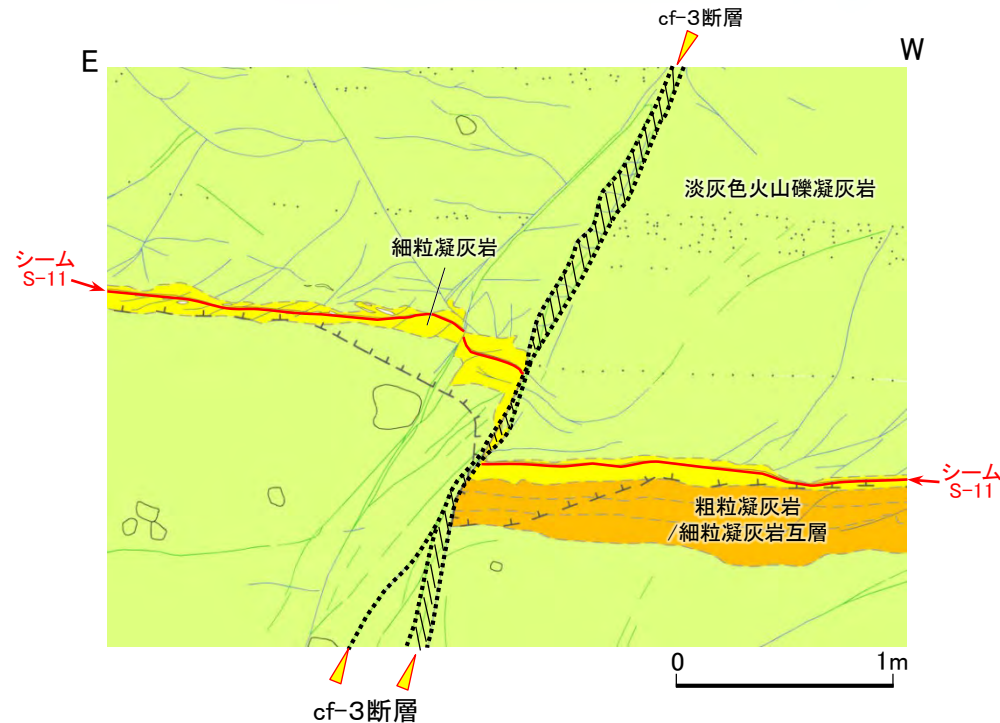 cf-3断層
E
W
淡灰色火山礫凝灰岩
細粒凝灰岩
シーム
S-11
シーム
S-11
粗粒凝灰岩
/細粒凝灰岩互層
0
1m
cf-3断層